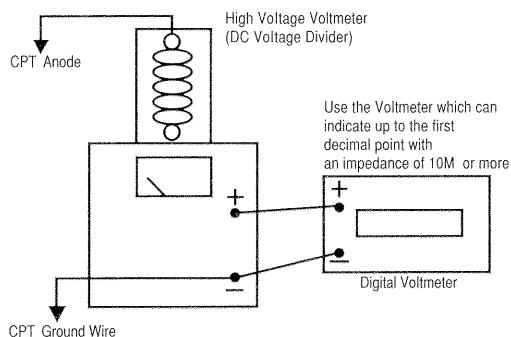 High Voltage Voltmeter
(DC Voltage Divider)
CPT Anode
Use the Voltmeter which can
indicate up to the first
decimal point with
an impedance of 10M or more
+
+
−
−
Digital Voltmeter
CPT Ground Wire